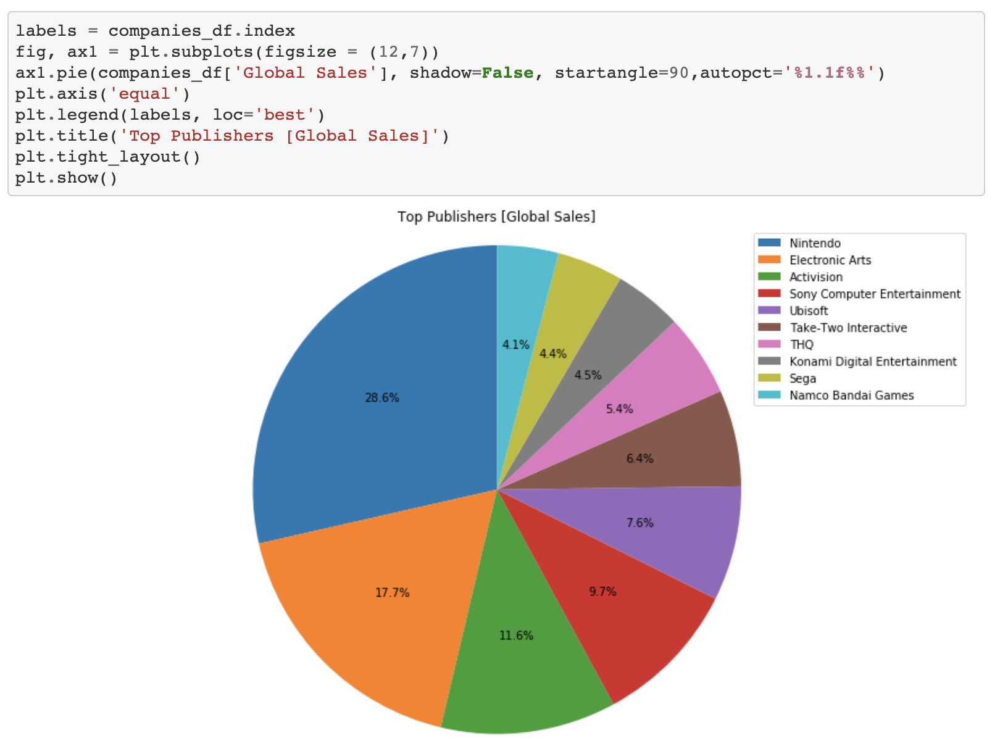 labels = companies_df.index
fig, ax1 = plt.subplots(figsize = (12,7))
ax1.pie(companies_df['Global Sales'], shadow=False, startangle=90,autopct='%1.1f%%')
plt.axis('equal')
plt.legend(labels, loc='best')
plt.title('Top Publishers [Global Sales]')
plt.tight_layout()
plt.show()
Top Publishers [Global Sales]
Nintendo
Electronic Arts
Activision
Sony Computer Entertainment
Ubisoft
Take-Two Interactive
THQ
Konami Digital Entertainment
Sega
Namco Bandai Games
4.1%
4.4%
4.5%
28.6%
5.4%
6.4%
7.6%
17.7%
9.7%
11.6%